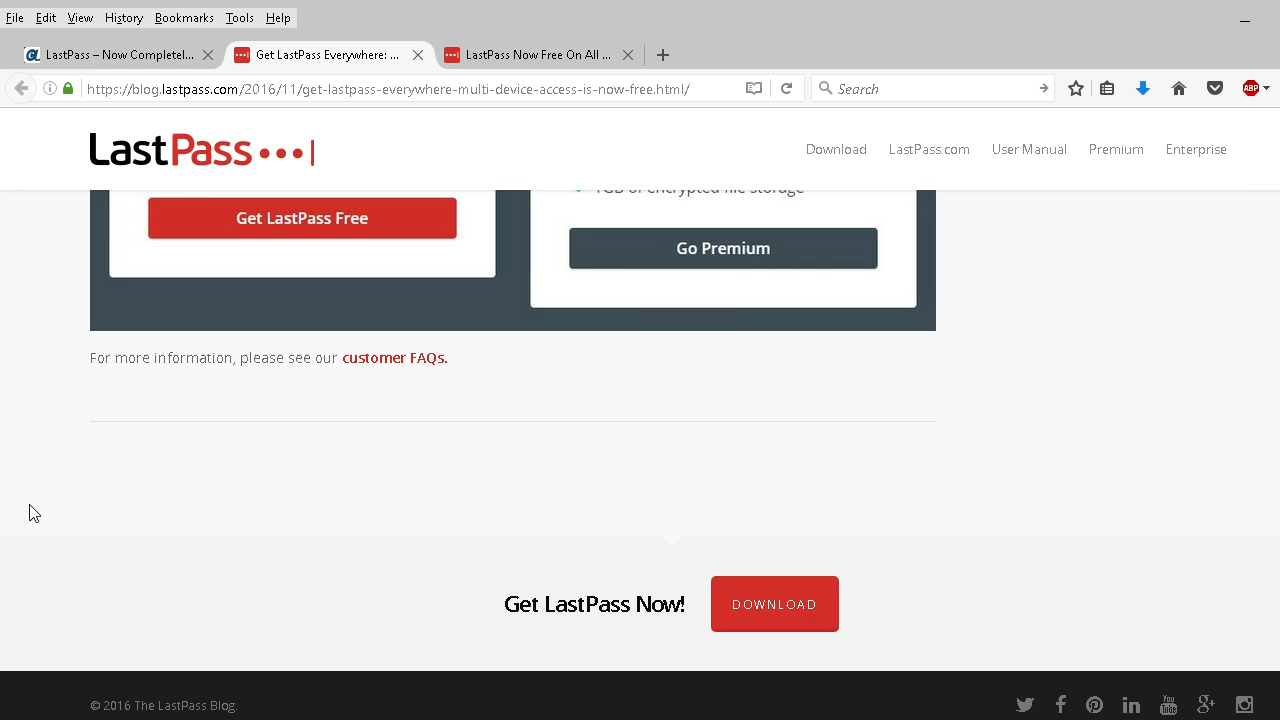 File Edit View History Bookmarks Tools Help
LastPass – Now Completel... Get LastPass Everywhere: ... LastPass Now Free On All ...
https://blog.lastpass.com/2016/11/get-lastpass-everywhere-multi-device-access-is-now-free.html/ Search ABP
LastPass Download LastPass.com User Manual Premium Enterprise
1GB of encrypted file storage
Get LastPass Free
Go Premium
For more information, please see our customer FAQs.
Get LastPass Now! DOWNLOAD
© 2016 The LastPass Blog.